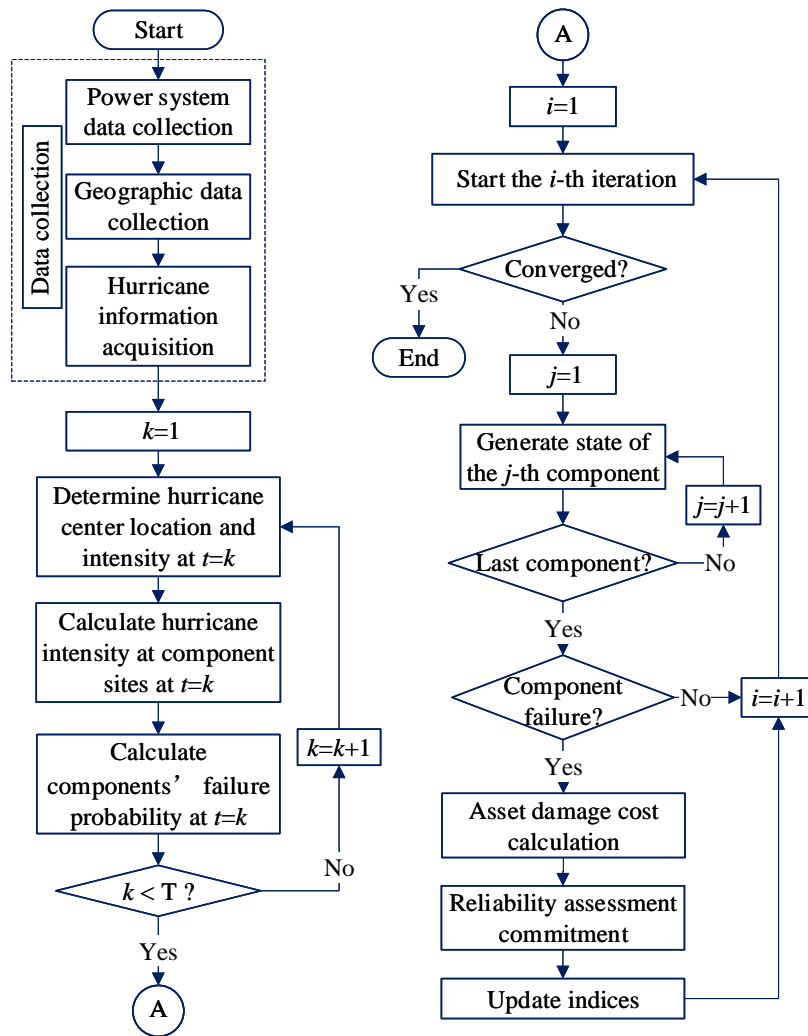 Start
Data collection
Power system
data collection
Geographic data
collection
Hurricane
information
acquisition
k=1
Determine hurricane
center location and
intensity at t=k
Calculate hurricane
intensity at component
sites at t=k
Calculate
components’ failure
probability at t=k
k=k+1
k < T ?
No
Yes
A
A
i=1
Start the i-th iteration
Converged?
Yes
End
No
j=1
Generate state of
the j-th component
j=j+1
Last component?
No
Yes
Component
failure?
No
i=i+1
Yes
Asset damage cost
calculation
Reliability assessment
commitment
Update indices